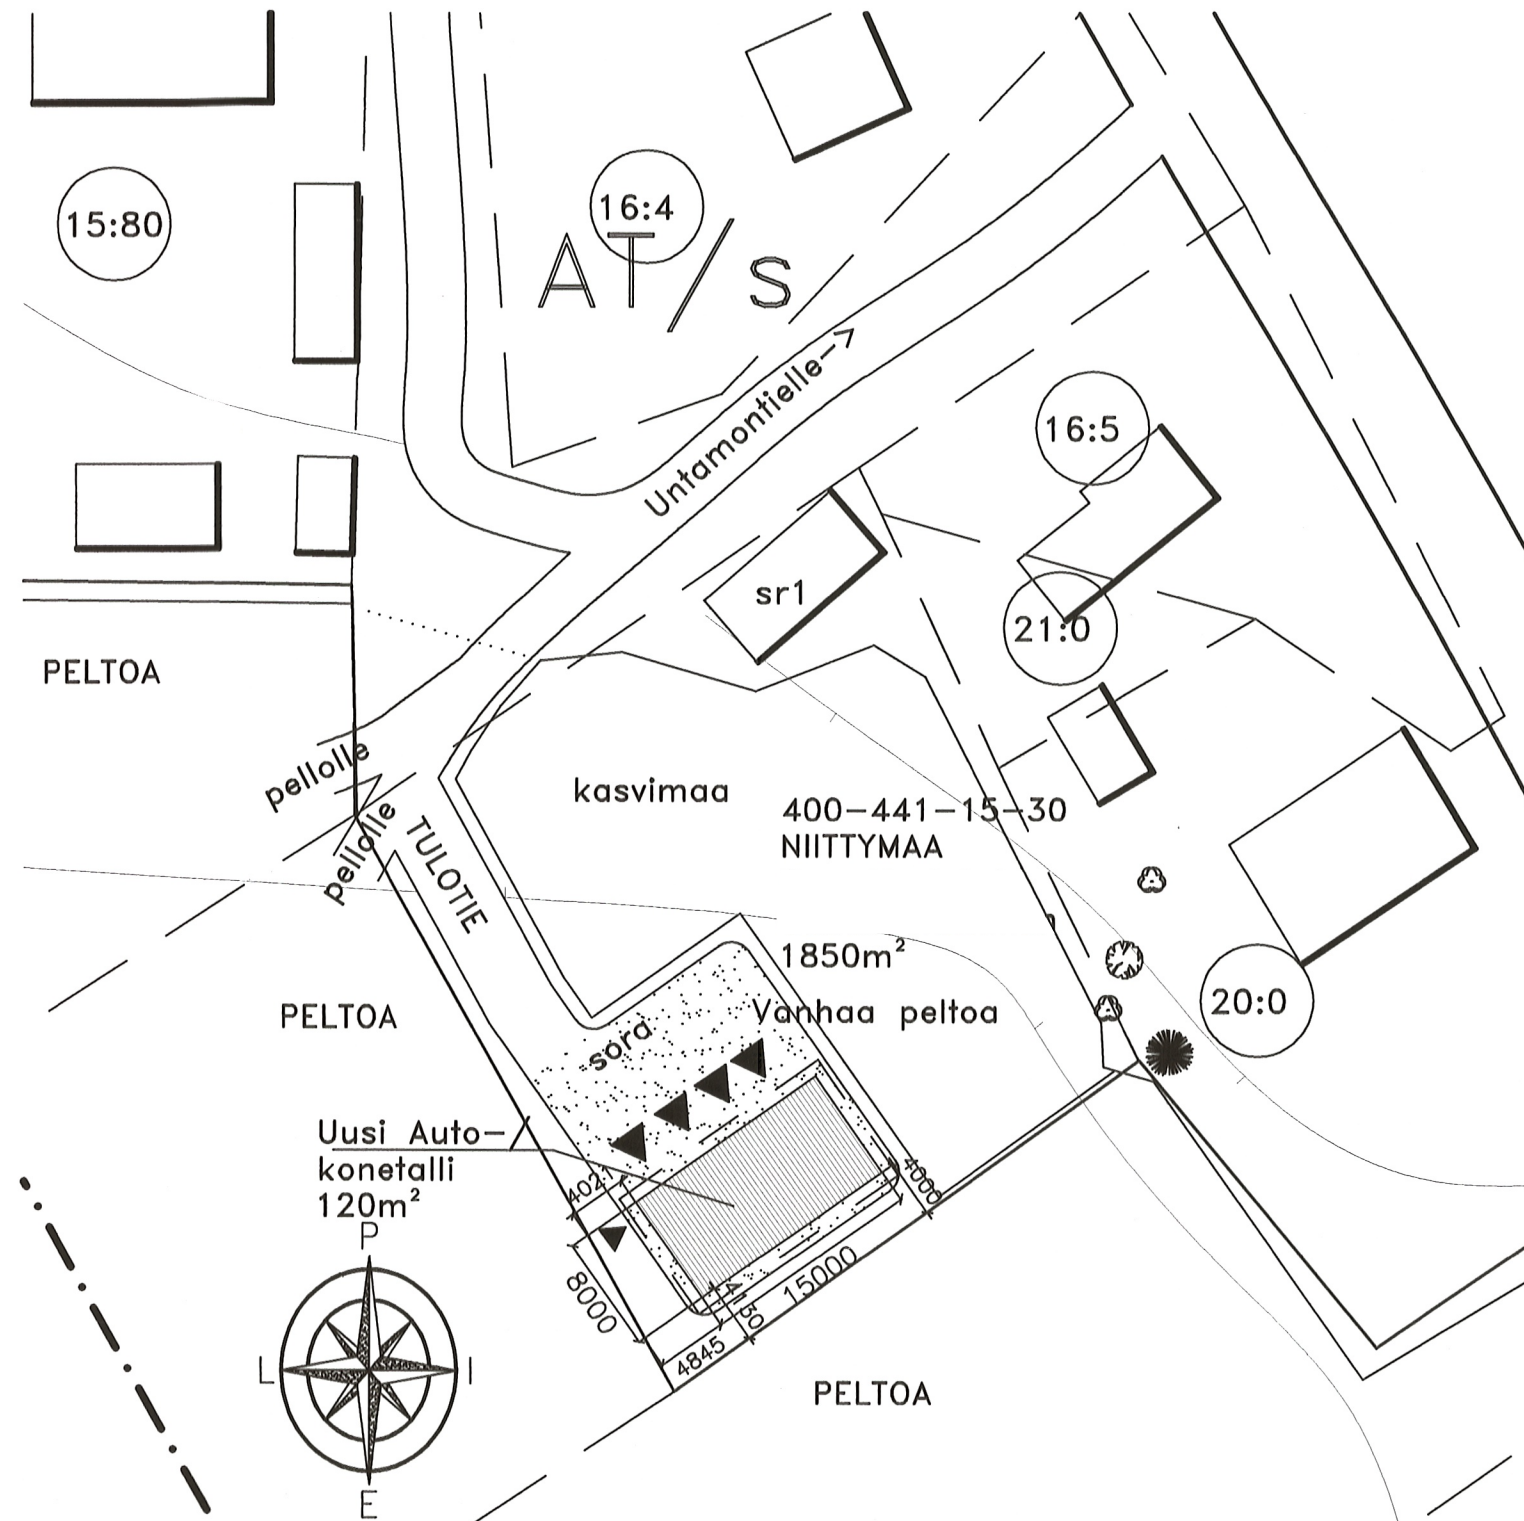 15:80
16:4
AT/s
Untamontielle
16:5
sr1
21:0
PELTOA
pellolle
pellolle
TULOTIE
kasvimaa
400-441-15-30
NIITTYMAA
1850m²
Vanhaa peltoa
20:0
PELTOA
sora
Uusi Auto-
konetalli
120m²
4021
4000
8000
4130
15000
4845
P
L
I
E
PELTOA